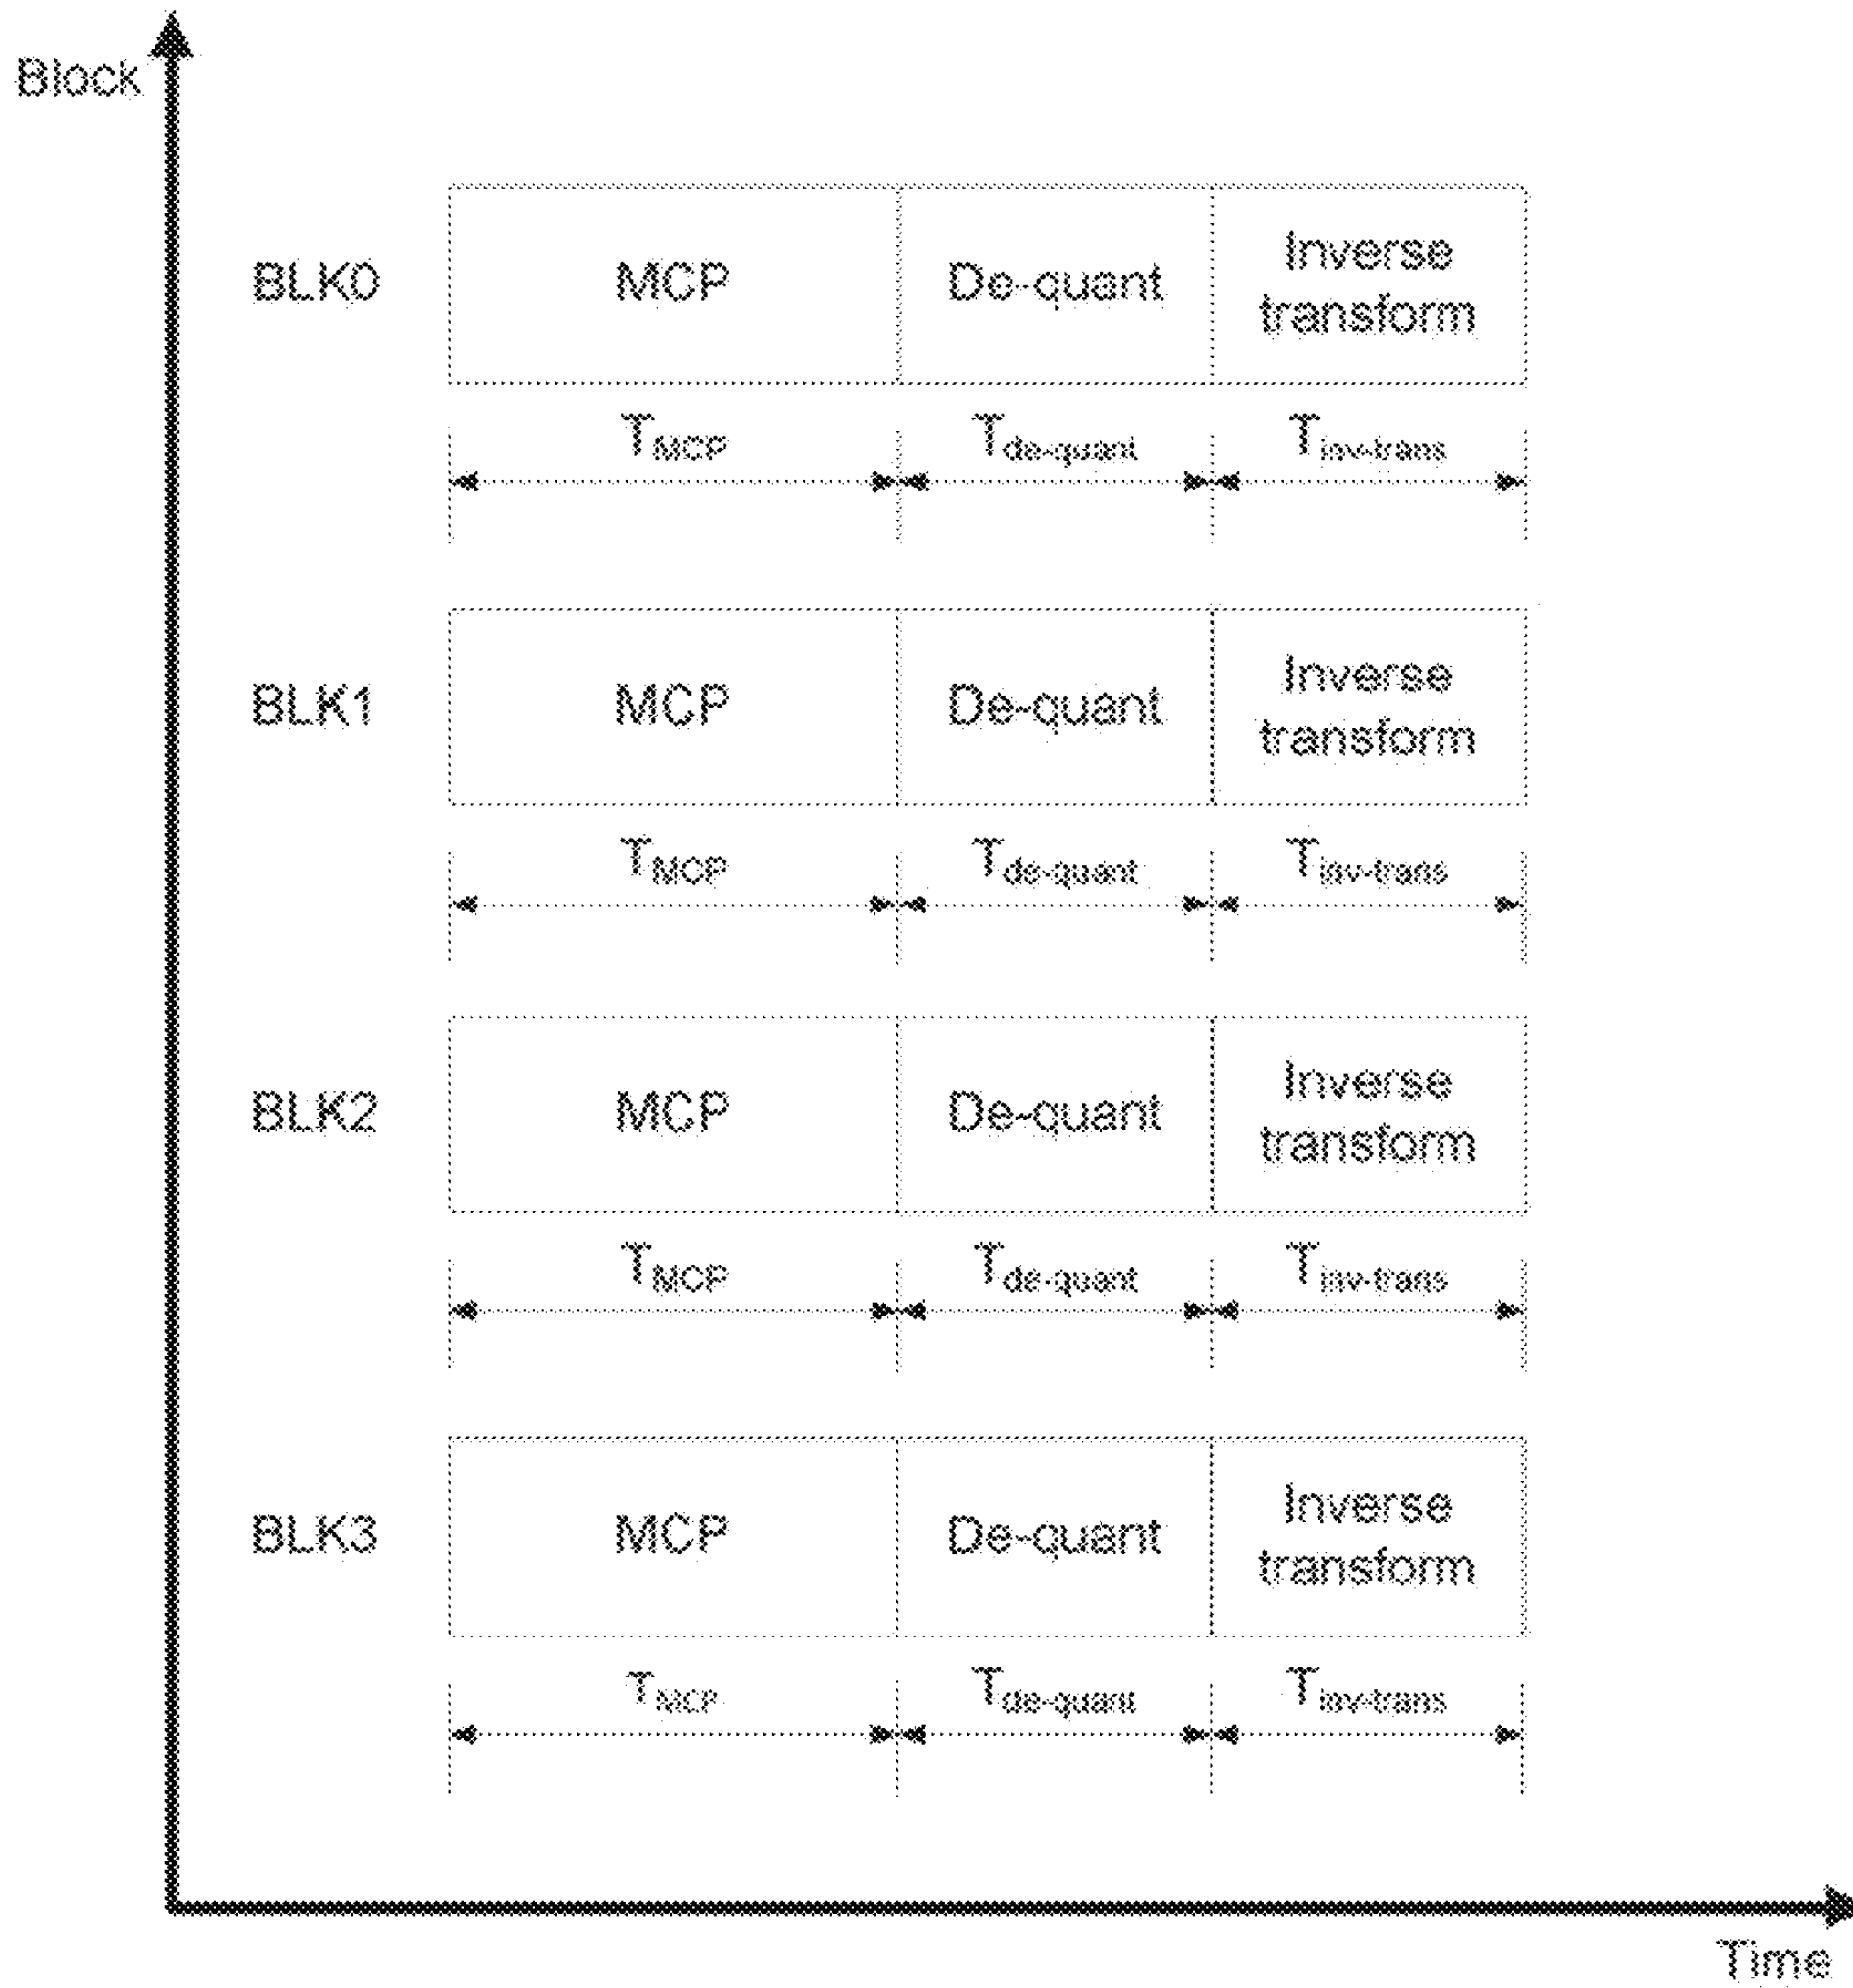 Block
BLK0
MCP
De-quant
Inverse
transform
TMCP
Tde-quant
Tinv-trans
BLK1
MCP
De-quant
Inverse
transform
TMCP
Tde-quant
Tinv-trans
BLK2
MCP
De-quant
Inverse
transform
TMCP
Tde-quant
Tinv-trans
BLK3
MCP
De-quant
Inverse
transform
TMCP
Tde-quant
Tinv-trans
Time